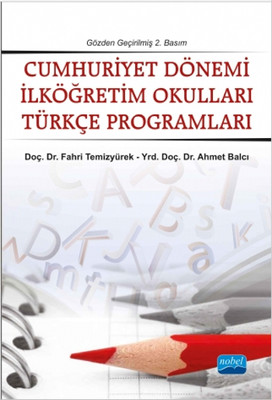 Gözden Geçirilmiş 2. Basım
CUMHURİYET DÖNEMİ
İLKÖĞRETİM OKULLARI
TÜRKÇE PROGRAMLARI
Doç. Dr. Fahri Temizyürek - Yrd. Doç. Dr. Ahmet Balcı
nobel